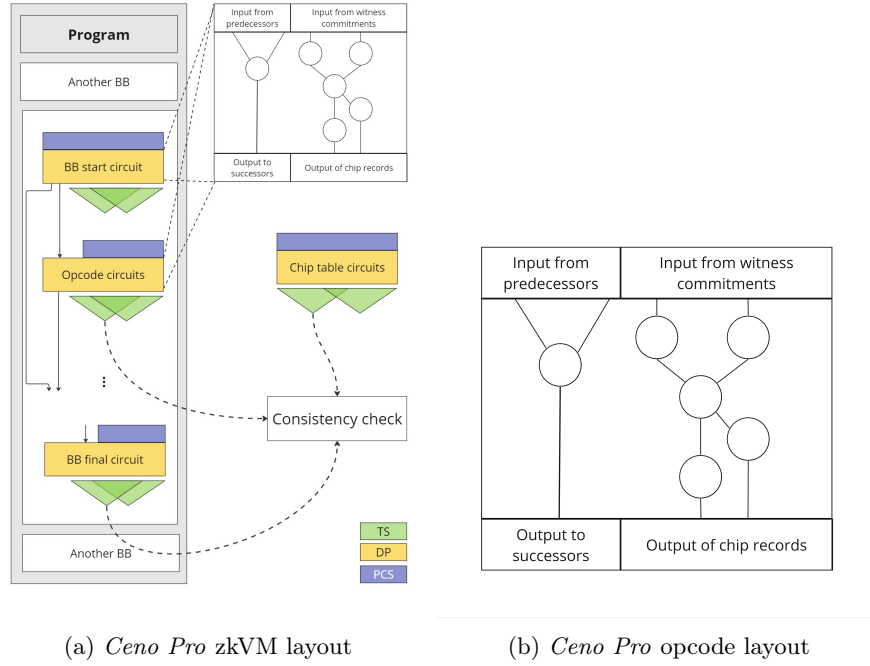 Program
Another BB
BB start circuit
Opcode circuits
BB final circuit
Another BB
Input from
predecessors
Input from witness
commitments
Output to
successors
Output of chip records
Chip table circuits
Consistency check
TS
DP
PCS
(a) Ceno Pro zkVM layout
Input from
predecessors
Input from witness
commitments
Output to
successors
Output of chip records
(b) Ceno Pro opcode layout